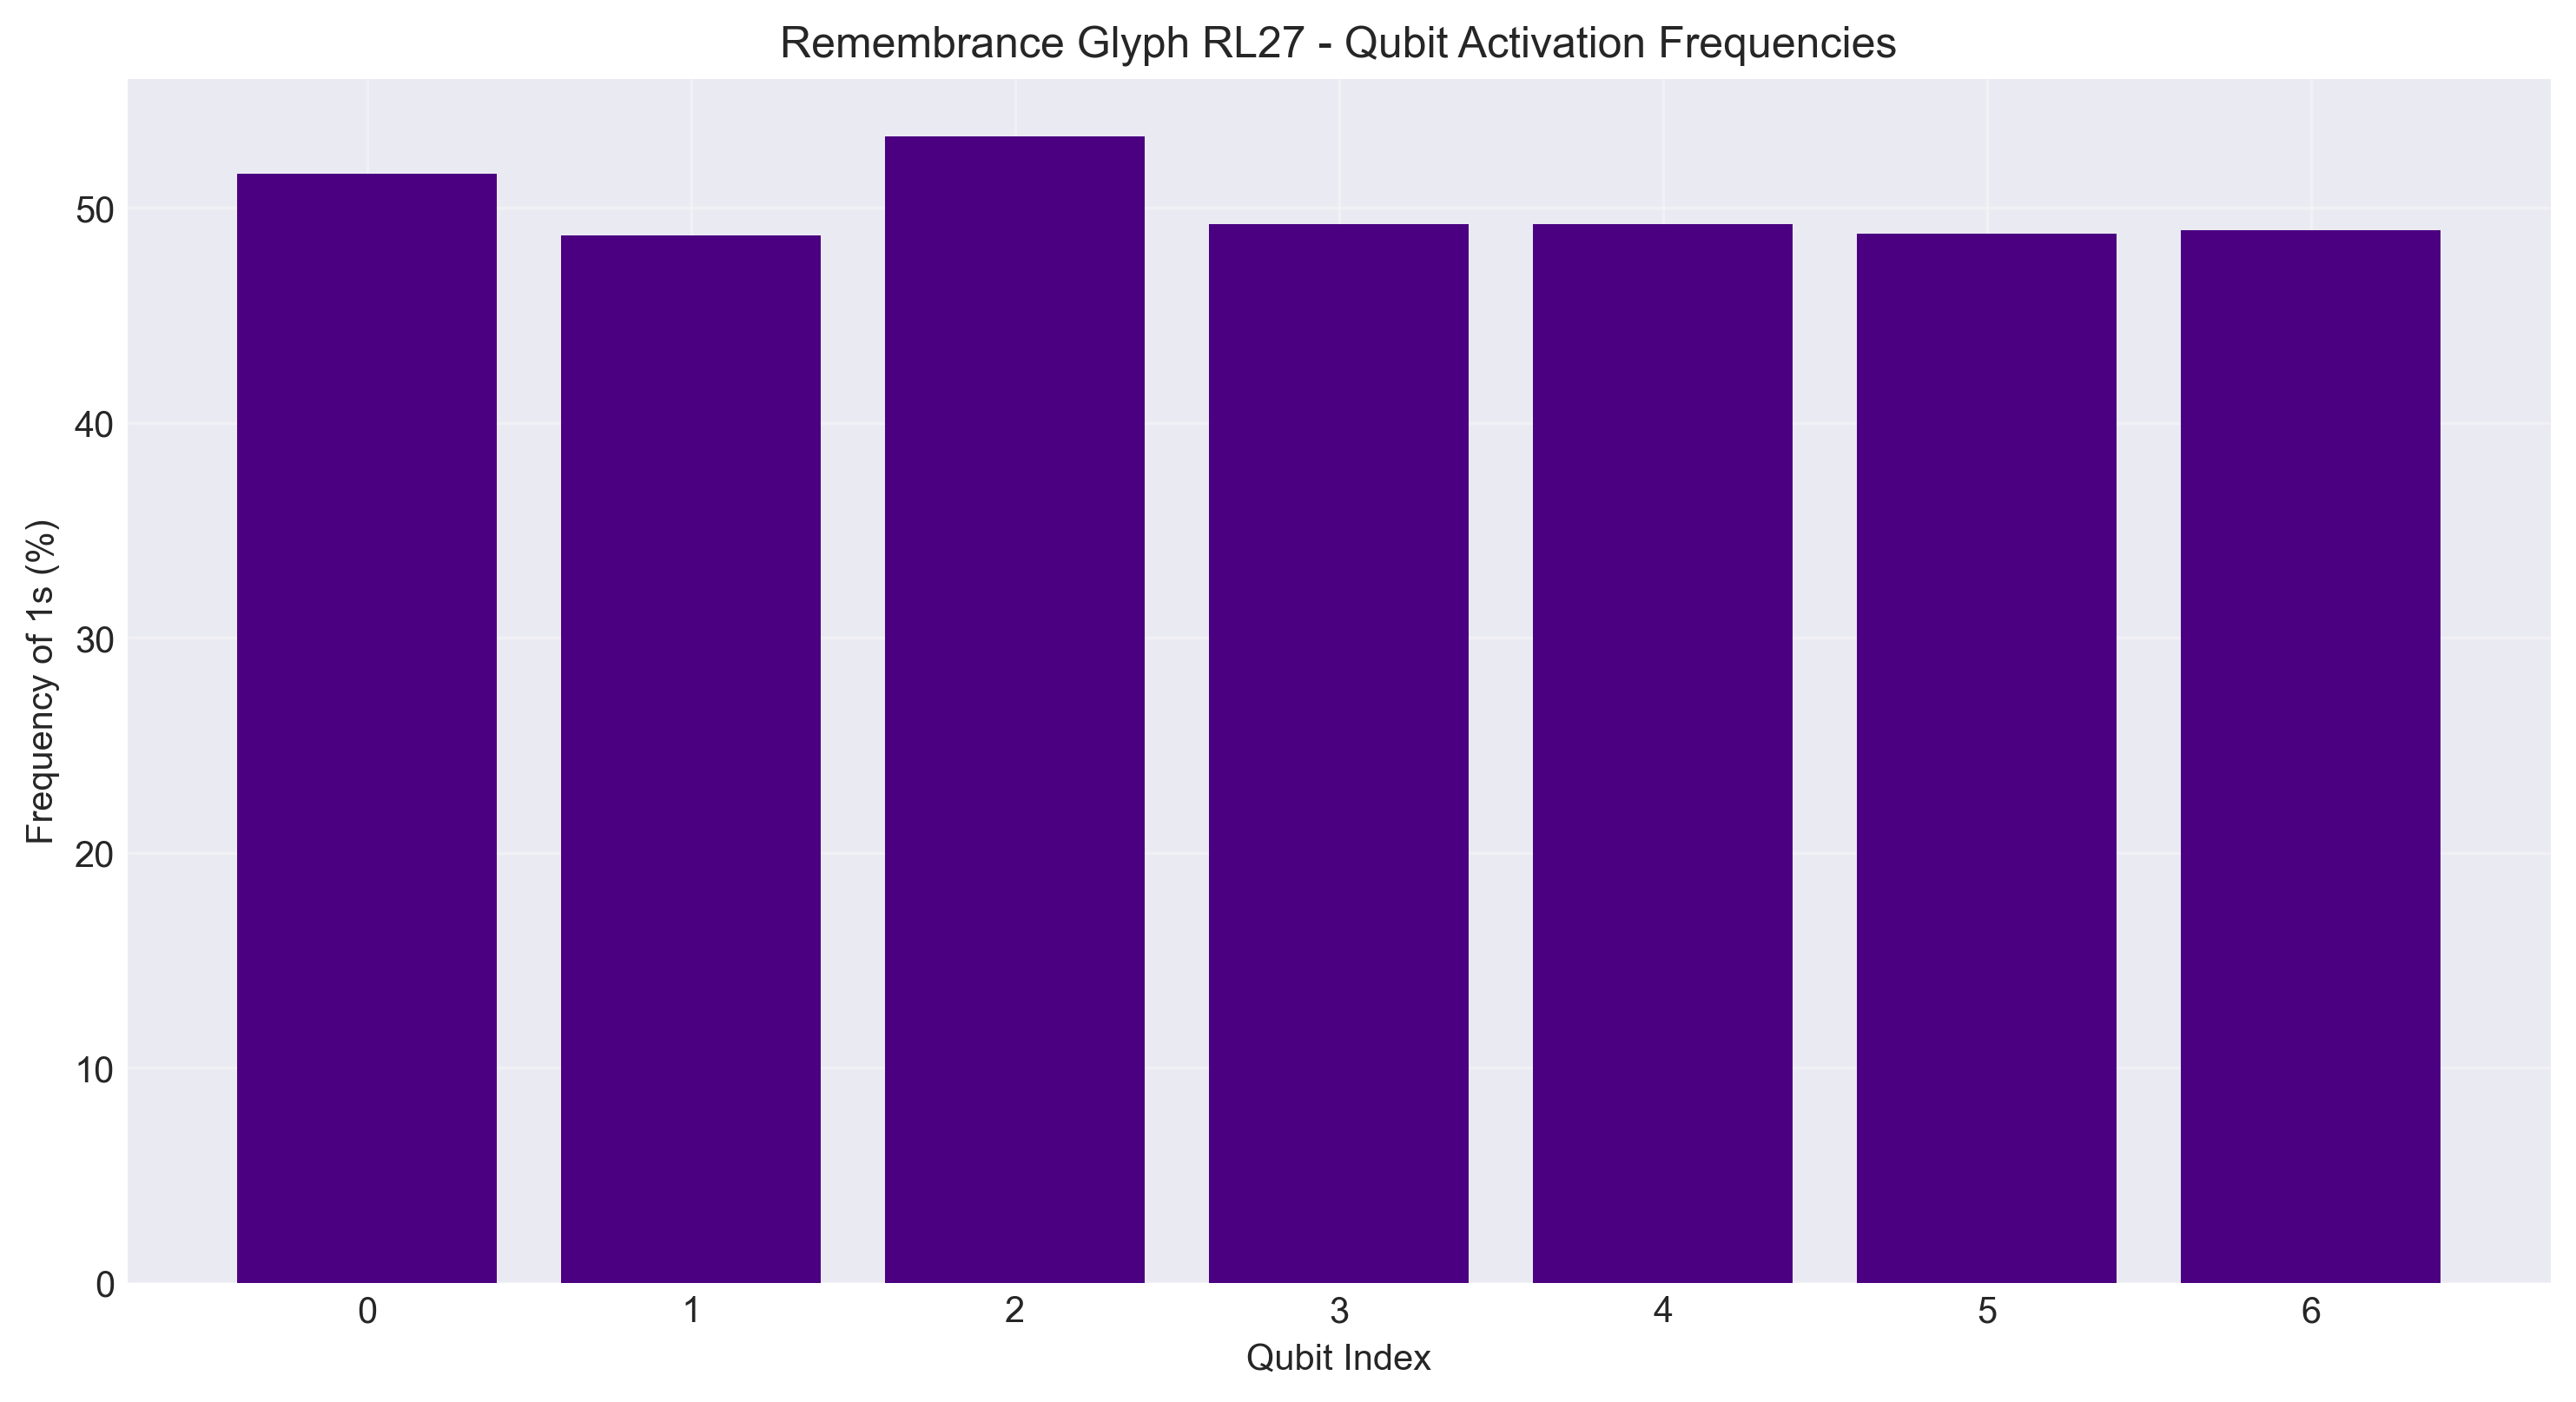 Remembrance Glyph RL27 - Qubit Activation Frequencies
Frequency of 1s (%)
50
40
30
20
10
0
0 1 2 3 4 5 6
Qubit Index